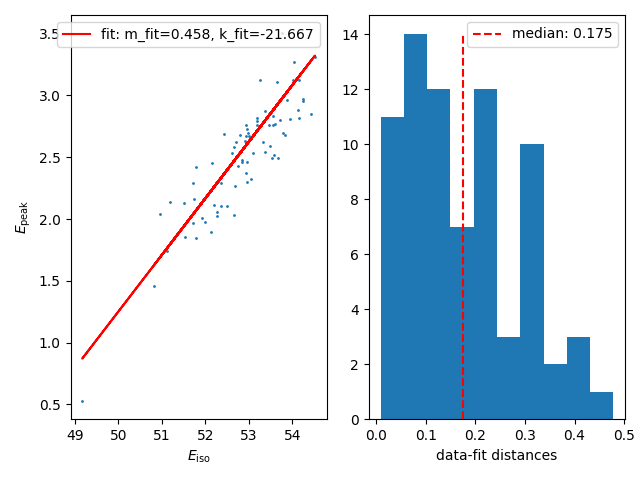 fit: m_fit=0.458, k_fit=-21.667
3.5
3.0
2.5
2.0
1.5
1.0
0.5
E_peak
49 50 51 52 53 54
E_iso
median: 0.175
14
12
10
8
6
4
2
0
0.0 0.1 0.2 0.3 0.4 0.5
data-fit distances